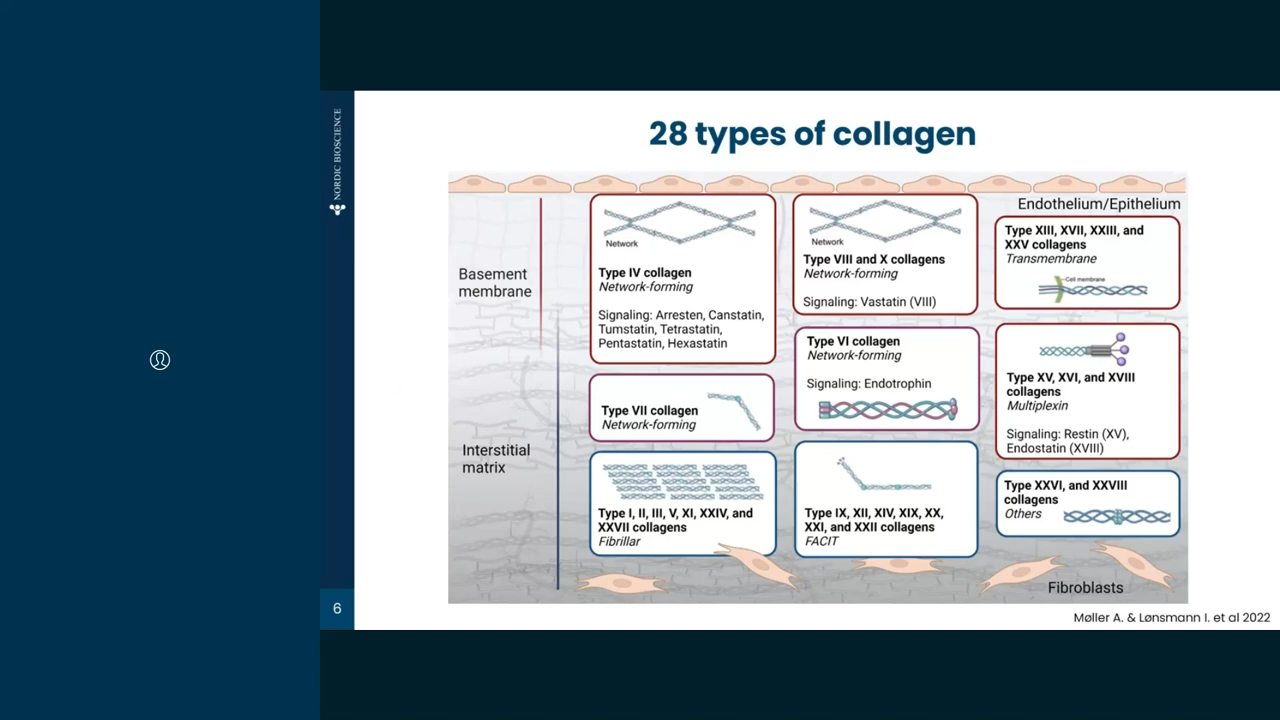 NORDIC BIOSCIENCE
28 types of collagen
Endothelium/Epithelium
Basement
membrane
Interstitial
matrix
Network
Type IV collagen
Network-forming
Signaling: Arresten, Canstatin,
Tumstatin, Tetrastatin,
Pentastatin, Hexastatin
Type VII collagen
Network-forming
Type I, II, III, V, XI, XXIV, and
XXVII collagens
Fibrillar
Network
Type VIII and X collagens
Network-forming
Signaling: Vastatin (VIII)
Type VI collagen
Network-forming
Signaling: Endotrophin
Type IX, XII, XIV, XIX, XX,
XXI, and XXII collagens
FACIT
Type XIII, XVII, XXIII, and
XXV collagens
Transmembrane
Cell membrane
Type XV, XVI, and XVIII
collagens
Multiplexin
Signaling: Restin (XV),
Endostatin (XVIII)
Type XXVI, and XXVIII
collagens
Others
Fibroblasts
6
Møller A. & Lønsmann I. et al 2022